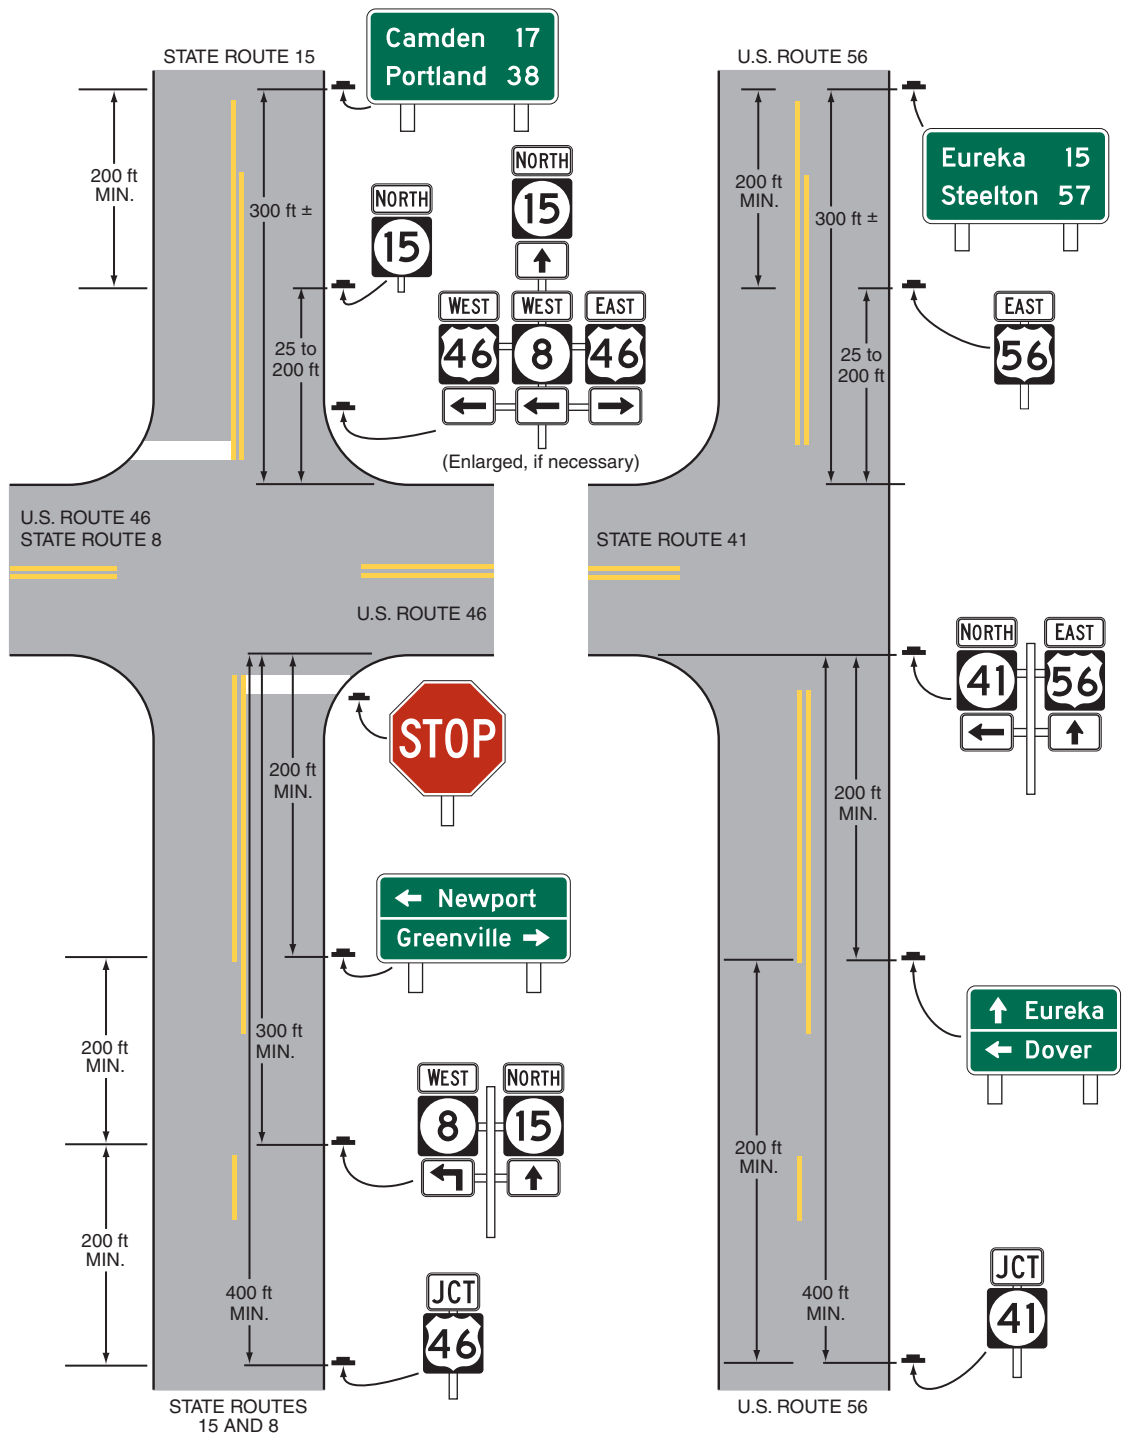 STATE ROUTE 15
Camden 17
Portland 38
200 ft
MIN.
300 ft ±
NORTH
15
NORTH
15
25 to
200 ft
WEST
46
WEST
8
EAST
46
(Enlarged, if necessary)
U.S. ROUTE 46
STATE ROUTE 8
U.S. ROUTE 46
STOP
200 ft
MIN.
Newport
Greenville
300 ft
MIN.
200 ft
MIN.
WEST
8
NORTH
15
200 ft
MIN.
400 ft
MIN.
JCT
46
STATE ROUTES
15 AND 8
U.S. ROUTE 56
200 ft
MIN.
300 ft ±
Eureka 15
Steelton 57
25 to
200 ft
EAST
56
STATE ROUTE 41
NORTH
41
EAST
56
200 ft
MIN.
Eureka
Dover
200 ft
MIN.
400 ft
MIN.
JCT
41
U.S. ROUTE 56